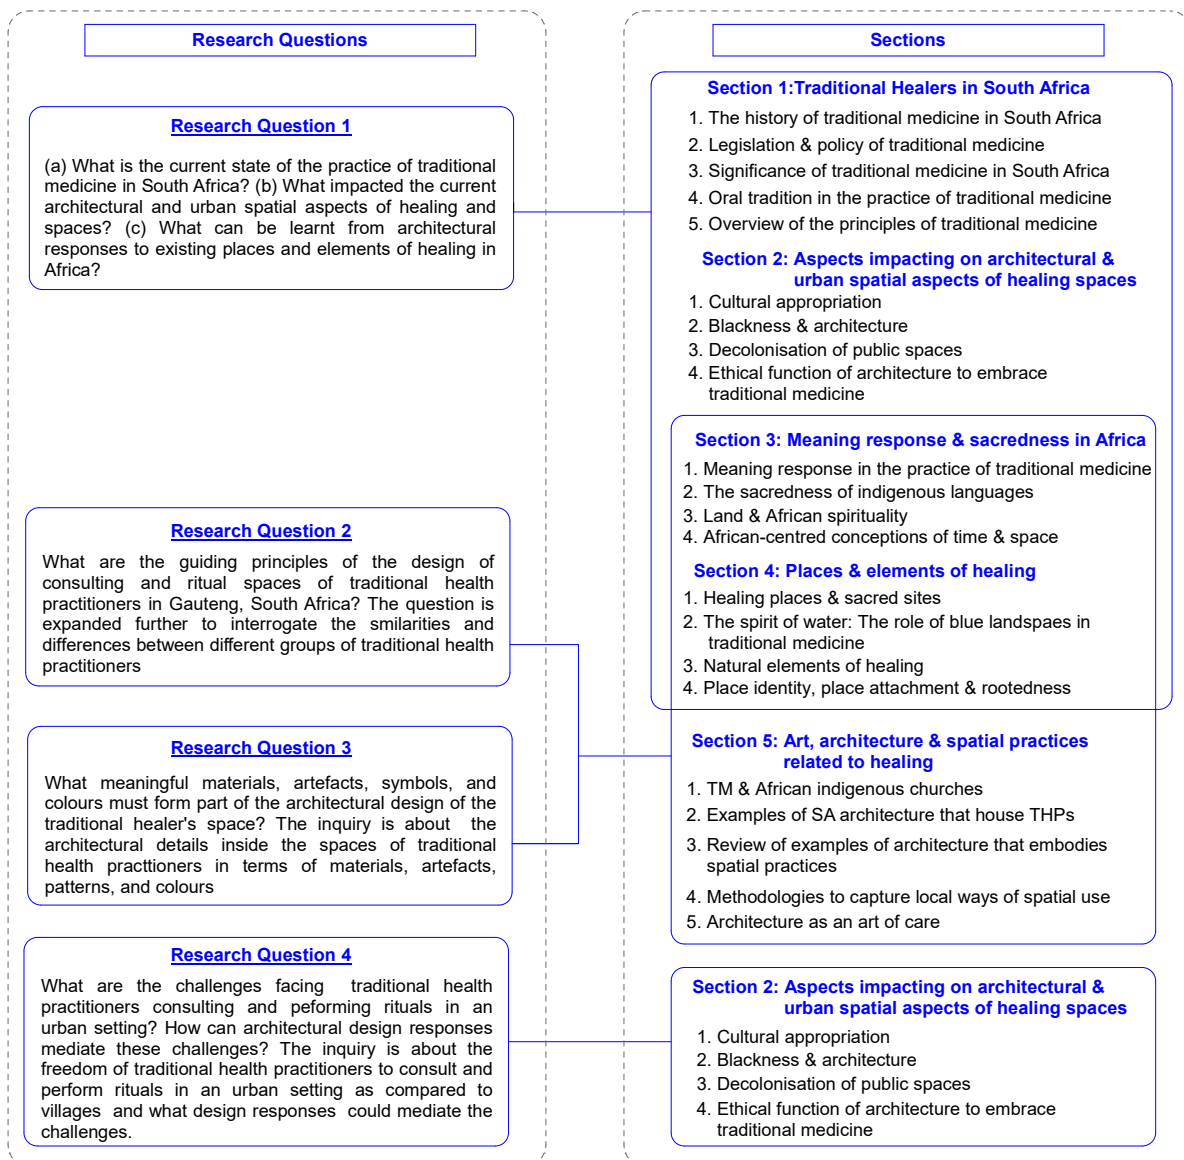 Research Questions
Research Question 1
(a) What is the current state of the practice of traditional
medicine in South Africa? (b) What impacted the current
architectural and urban spatial aspects of healing and
spaces? (c) What can be learnt from architectural
responses to existing places and elements of healing in
Africa?
Research Question 2
What are the guiding principles of the design of
consulting and ritual spaces of traditional health
practitioners in Gauteng, South Africa? The question is
expanded further to interrogate the smilarities and
differences between different groups of traditional health
practitioners
Research Question 3
What meaningful materials, artefacts, symbols, and
colours must form part of the architectural design of the
traditional healer's space? The inquiry is about the
architectural details inside the spaces of traditional
health practtioners in terms of materials, artefacts,
patterns, and colours
Research Question 4
What are the challenges facing traditional health
practitioners consulting and peforming rituals in an
urban setting? How can architectural design responses
mediate these challenges? The inquiry is about the
freedom of traditional health practitioners to consult and
perform rituals in an urban setting as compared to
villages and what design responses could mediate the
challenges.
Sections
Section 1:Traditional Healers in South Africa
1. The history of traditional medicine in South Africa
2. Legislation & policy of traditional medicine
3. Significance of traditional medicine in South Africa
4. Oral tradition in the practice of traditional medicine
5. Overview of the principles of traditional medicine
Section 2: Aspects impacting on architectural &
urban spatial aspects of healing spaces
1. Cultural appropriation
2. Blackness & architecture
3. Decolonisation of public spaces
4. Ethical function of architecture to embrace
traditional medicine
Section 3: Meaning response & sacredness in Africa
1. Meaning response in the practice of traditional medicine
2. The sacredness of indigenous languages
3. Land & African spirituality
4. African-centred conceptions of time & space
Section 4: Places & elements of healing
1. Healing places & sacred sites
2. The spirit of water: The role of blue landspaes in
traditional medicine
3. Natural elements of healing
4. Place identity, place attachment & rootedness
Section 5: Art, architecture & spatial practices
related to healing
1. TM & African indigenous churches
2. Examples of SA architecture that house THPs
3. Review of examples of architecture that embodies
spatial practices
4. Methodologies to capture local ways of spatial use
5. Architecture as an art of care
Section 2: Aspects impacting on architectural &
urban spatial aspects of healing spaces
1. Cultural appropriation
2. Blackness & architecture
3. Decolonisation of public spaces
4. Ethical function of architecture to embrace
traditional medicine